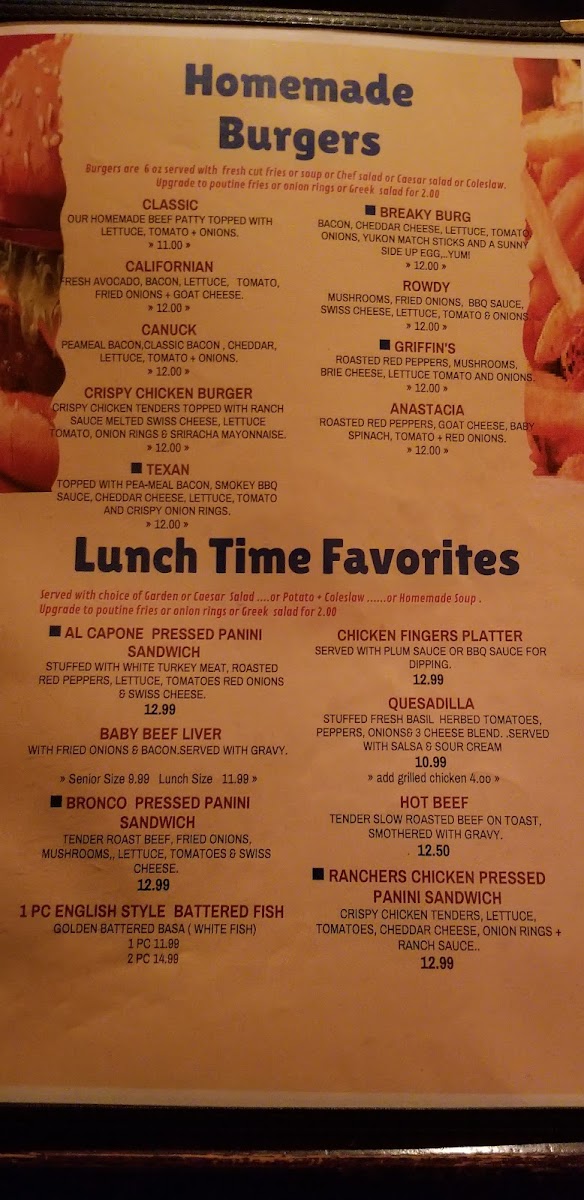 Homemade
Burgers
Burgers are 6 oz served with fresh cut fries or soup or Chef salad or Caesar salad or Coleslaw.
Upgrade to poutine fries or onion rings or Greek salad for 2.00
CLASSIC
OUR HOMEMADE BEEF PATTY TOPPED WITH
LETTUCE, TOMATO + ONIONS.
» 11.00 »
CALIFORNIAN
FRESH AVOCADO, BACON, LETTUCE, TOMATO,
FRIED ONIONS + GOAT CHEESE.
» 12.00 »
CANUCK
PEAMEAL BACON,CLASSIC BACON , CHEDDAR,
LETTUCE, TOMATO + ONIONS.
» 12.00 »
CRISPY CHICKEN BURGER
CRISPY CHICKEN TENDERS TOPPED WITH RANCH
SAUCE MELTED SWISS CHEESE, LETTUCE
TOMATO, ONION RINGS & SRIRACHA MAYONNAISE.
» 12.00 »
TEXAN
TOPPED WITH PEA-MEAL BACON, SMOKEY BBQ
SAUCE, CHEDDAR CHEESE, LETTUCE, TOMATO
AND CRISPY ONION RINGS.
» 12.00 »
BREAKY BURG
BACON, CHEDDAR CHEESE, LETTUCE, TOMATO,
ONIONS, YUKON MATCH STICKS AND A SUNNY
SIDE UP EGG,..YUM!
» 12.00 »
ROWDY
MUSHROOMS, FRIED ONIONS, BBQ SAUCE,
SWISS CHEESE, LETTUCE, TOMATO & ONIONS.
» 12.00 »
GRIFFIN'S
ROASTED RED PEPPERS, MUSHROOMS,
BRIE CHEESE, LETTUCE TOMATO AND ONIONS.
» 12.00 »
ANASTACIA
ROASTED RED PEPPERS, GOAT CHEESE, BABY
SPINACH, TOMATO + RED ONIONS.
» 12.00 »
Lunch Time Favorites
Served with choice of Garden or Caesar Salad ....or Potato + Coleslaw ......or Homemade Soup .
Upgrade to poutine fries or onion rings or Greek salad for 2.00
AL CAPONE PRESSED PANINI
SANDWICH
STUFFED WITH WHITE TURKEY MEAT, ROASTED
RED PEPPERS, LETTUCE, TOMATOES RED ONIONS
& SWISS CHEESE.
12.99
BABY BEEF LIVER
WITH FRIED ONIONS & BACON.SERVED WITH GRAVY.
» Senior Size 9.99 Lunch Size 11.99 »
BRONCO PRESSED PANINI
SANDWICH
TENDER ROAST BEEF, FRIED ONIONS,
MUSHROOMS,, LETTUCE, TOMATOES & SWISS
CHEESE.
12.99
1 PC ENGLISH STYLE BATTERED FISH
GOLDEN BATTERED BASA ( WHITE FISH)
1 PC 11.99
2 PC 14.99
CHICKEN FINGERS PLATTER
SERVED WITH PLUM SAUCE OR BBQ SAUCE FOR
DIPPING.
12.99
QUESADILLA
STUFFED FRESH BASIL HERBED TOMATOES,
PEPPERS, ONIONS& 3 CHEESE BLEND. .SERVED
WITH SALSA & SOUR CREAM
10.99
» add grilled chicken 4.oo »
HOT BEEF
TENDER SLOW ROASTED BEEF ON TOAST,
SMOTHERED WITH GRAVY.
. 12.50
RANCHERS CHICKEN PRESSED
PANINI SANDWICH
CRISPY CHICKEN TENDERS, LETTUCE,
TOMATOES, CHEDDAR CHEESE, ONION RINGS +
RANCH SAUCE..
12.99